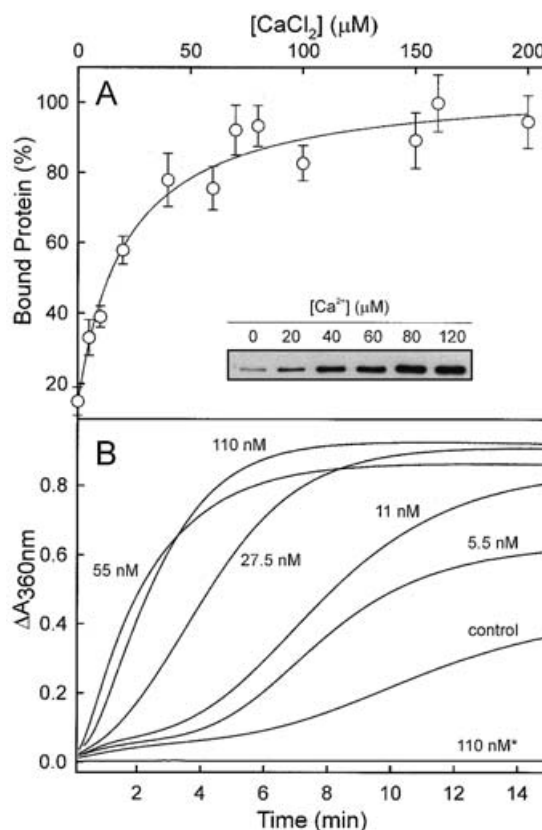 [CaCl₂] (μM)
0 50 100 150 200
A
Bound Protein (%)
100
80
60
40
20
[Ca²⁺] (μM)
0 20 40 60 80 120
B
ΔA360nm
0.8
0.6
0.4
0.2
0.0
110 nM
55 nM
27.5 nM
11 nM
5.5 nM
control
110 nM*
2 4 6 8 10 12 14
Time (min)